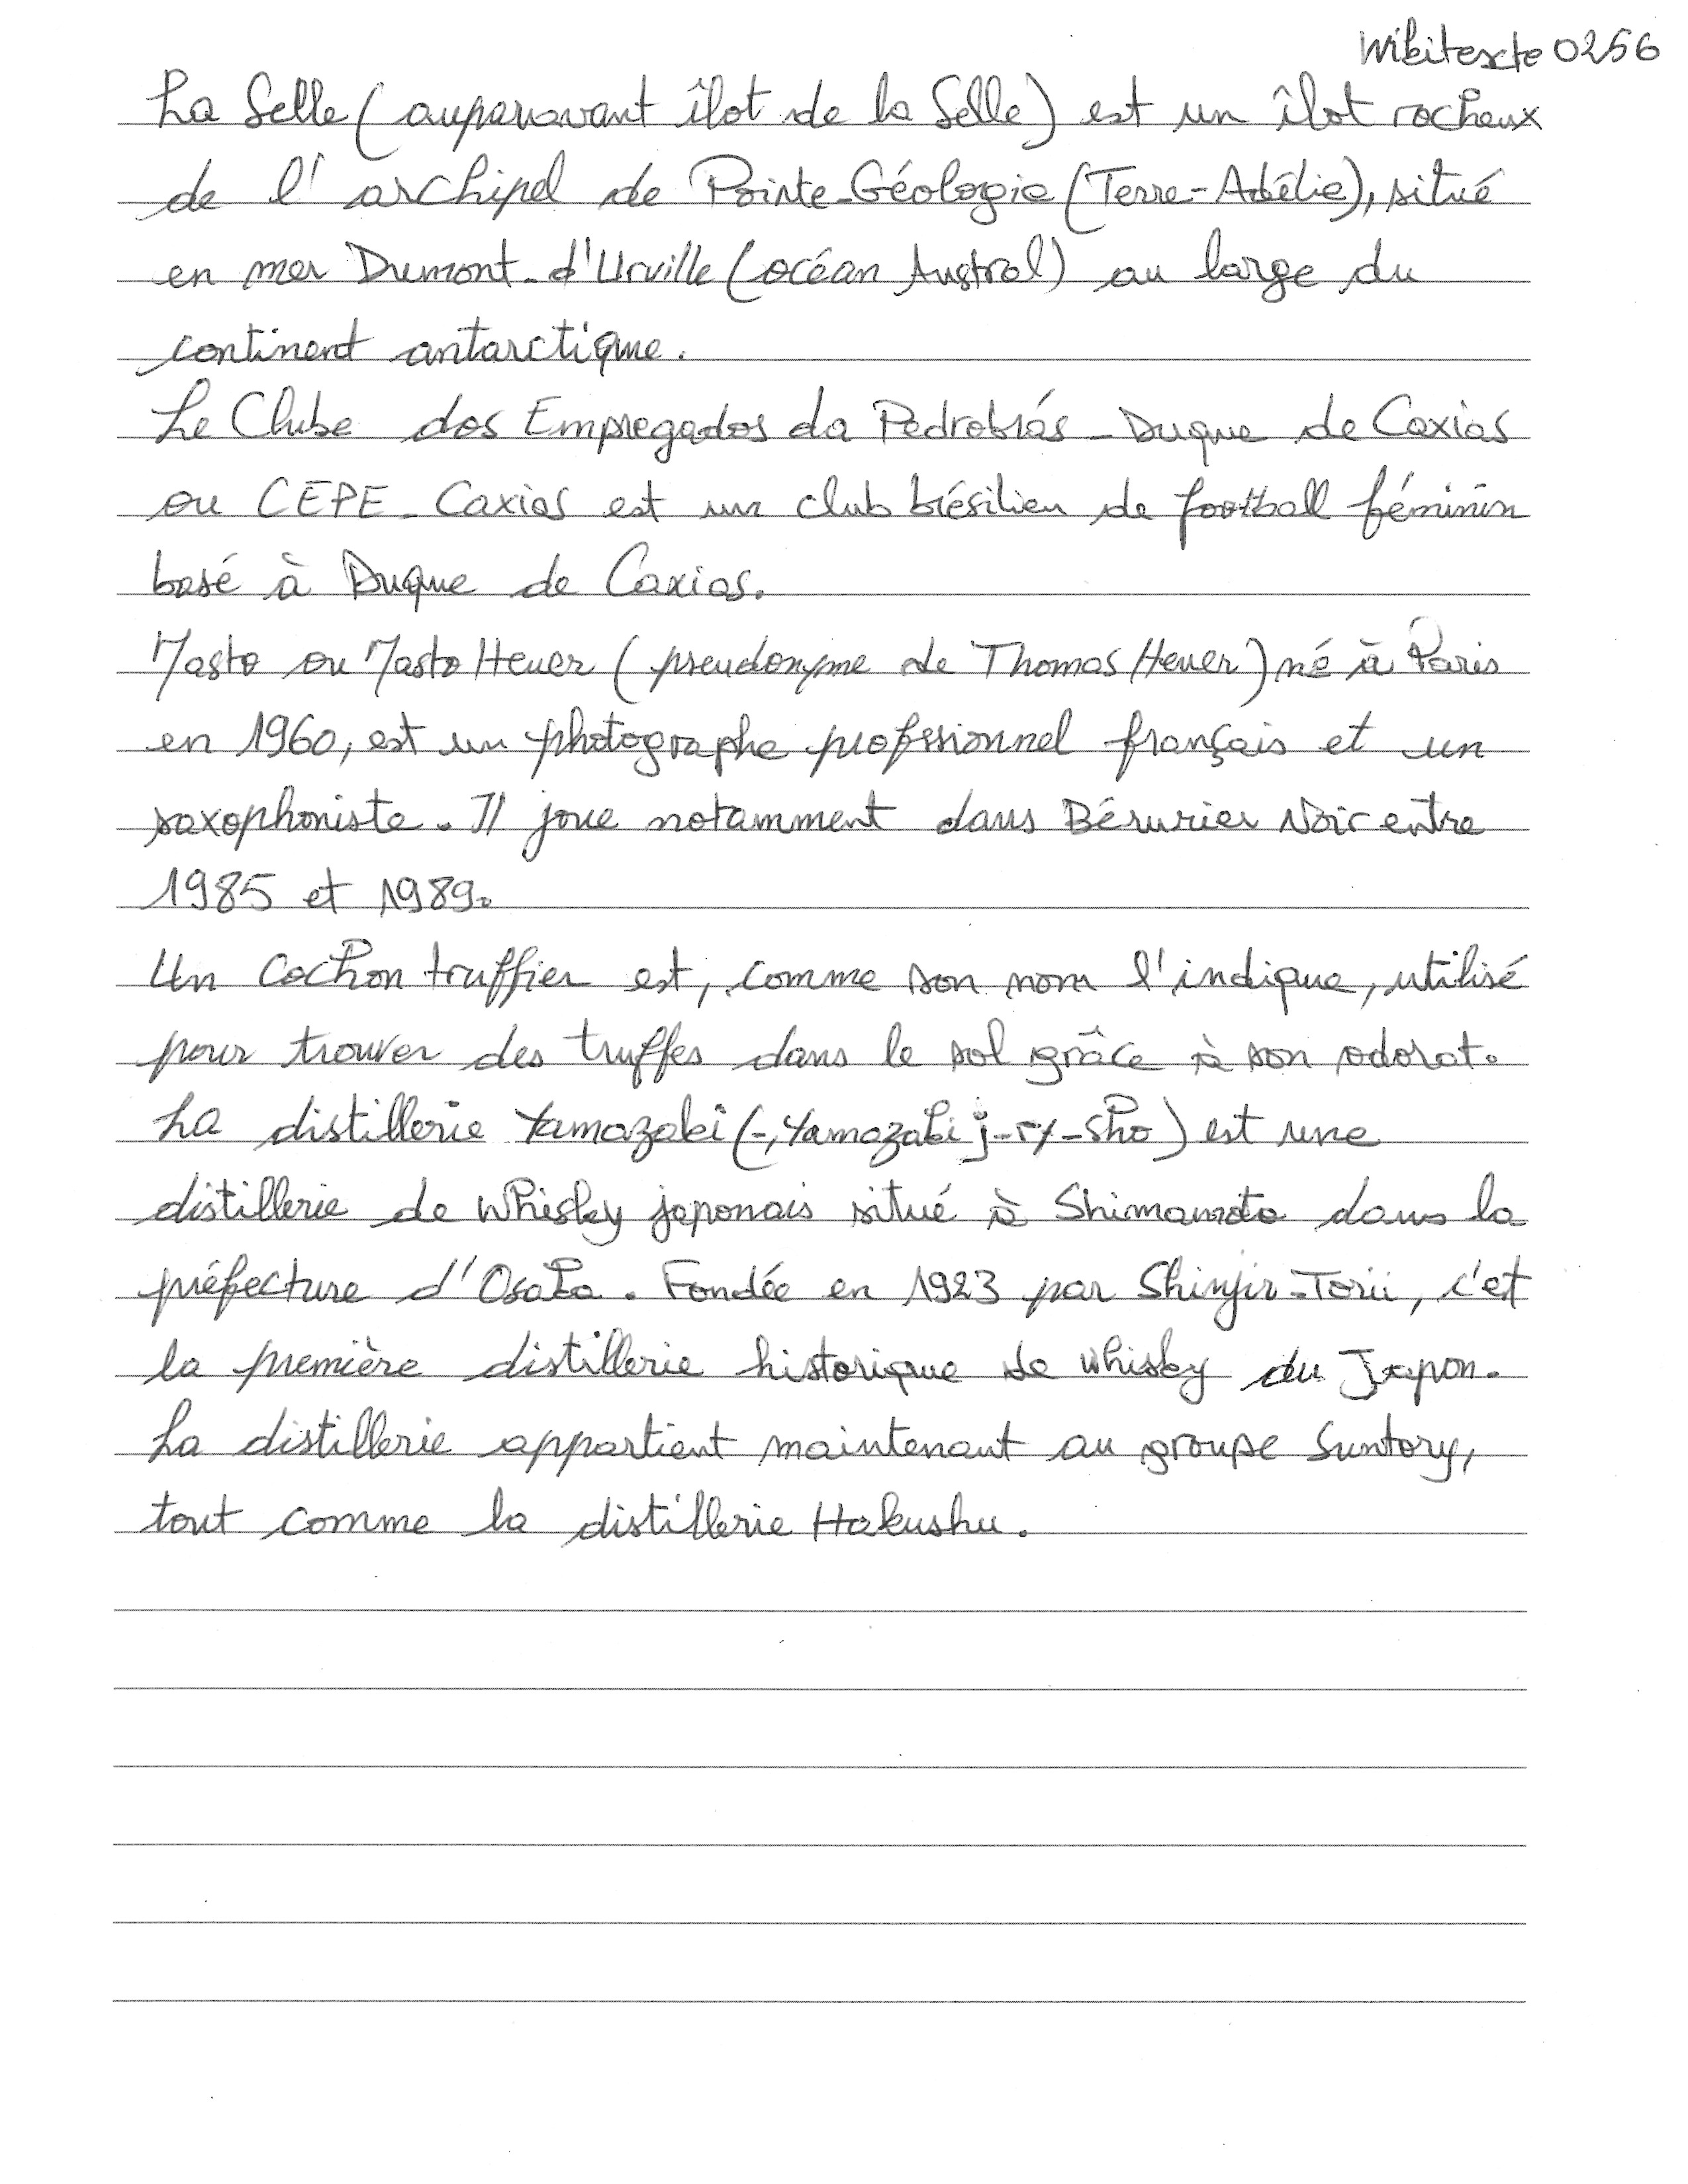 Wikitexte 0256
La Selle (auparavant îlot de la Selle) est un îlot rocheux
de l'archipel de Pointe-Géologie (Terre-Adélie), situé
en mer Dumont-d'Urville (océan Austral) au large du
continent antarctique.
Le Clube dos Empregados da Pedrobrás - Duque de Caxias
ou CEPE-Caxias est un club brésilien de football féminin
basé à Duque de Caxias.
Masto ou Masto Heuer (pseudonyme de Thomas Heuer) né à Paris
en 1960, est un photographe profssionnel français et un
saxophoniste. Il joue notamment dans Bérurier Noir entre
1985 et 1989.
Un cochon truffier est, comme son nom l'indique, utilisé
pour trouver des truffes dans le sol grâce à son odorat.
La distillerie Yamazaki (-, Yamazaki j-ry-sho) est une
distillerie de whisky japonais situé à Shimamoto dans la
préfecture d'Osaka. Fondée en 1923 par Shinjir-Torii, c'et
la première distillerie historique de whisky du Japon.
La distillerie appartient maintenant au groupe Suntory,
tout comme la distillerie Hakushu.